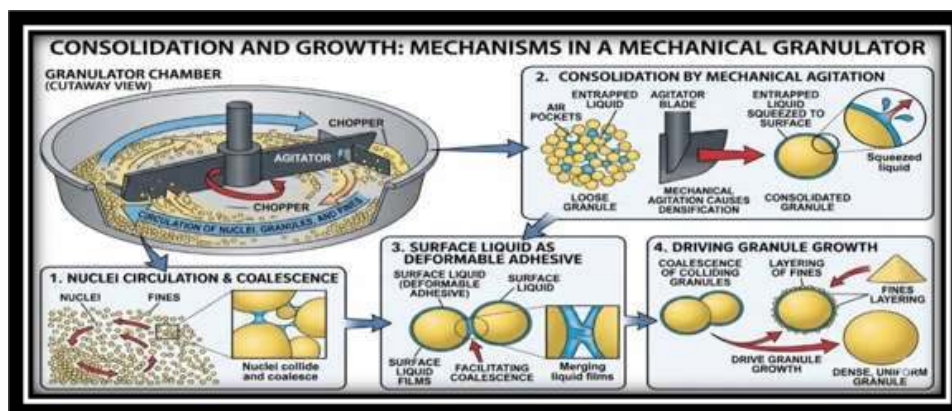 CONSOLIDATION AND GROWTH: MECHANISMS IN A MECHANICAL GRANULATOR
GRANULATOR CHAMBER
(CUTAWAY VIEW)
CHOPPER
AGITATOR
CHOPPER
CIRCULATION OF NUCLEI, GRANULES, AND FINES
2. CONSOLIDATION BY MECHANICAL AGITATION
AIR
POCKETS
ENTRAPPED
LIQUID
LOOSE
GRANULE
AGITATOR
BLADE
MECHANICAL
AGITATION CAUSES
DENSIFICATION
ENTRAPPED
LIQUID
SQUEEZED TO
SURFACE
CONSOLIDATED
GRANULE
Squeezed
liquid
1. NUCLEI CIRCULATION & COALESCENCE
NUCLEI
FINES
Nuclei collide
and coalesce
3. SURFACE LIQUID AS
DEFORMABLE ADHESIVE
SURFACE LIQUID
(DEFORMABLE
ADHESIVE)
SURFACE
LIQUID
SURFACE
LIQUID
FILMS
FACILITATING
COALESCENCE
Merging
liquid films
4. DRIVING GRANULE GROWTH
COALESCENCE
OF COLLIDING
GRANULES
LAYERING
OF FINES
FINES
LAYERING
DRIVE GRANULE
GROWTH
DENSE, UNIFORM
GRANULE